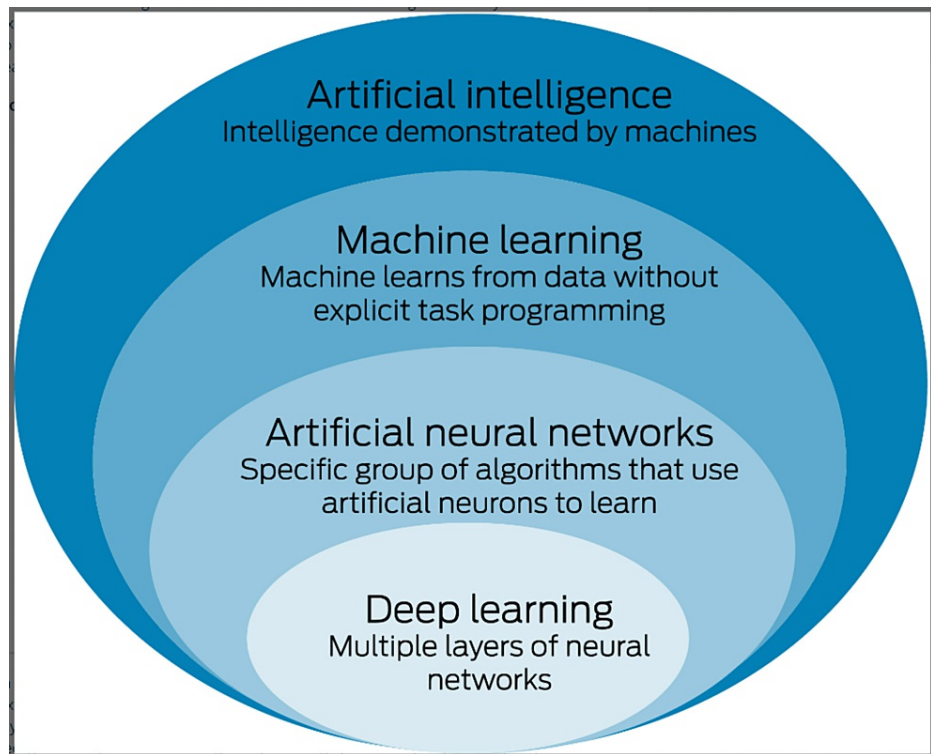 Artificial intelligence
Intelligence demonstrated by machines
Machine learning
Machine learns from data without
explicit task programming
Artificial neural networks
Specific group of algorithms that use
artificial neurons to learn
Deep learning
Multiple layers of neural
networks